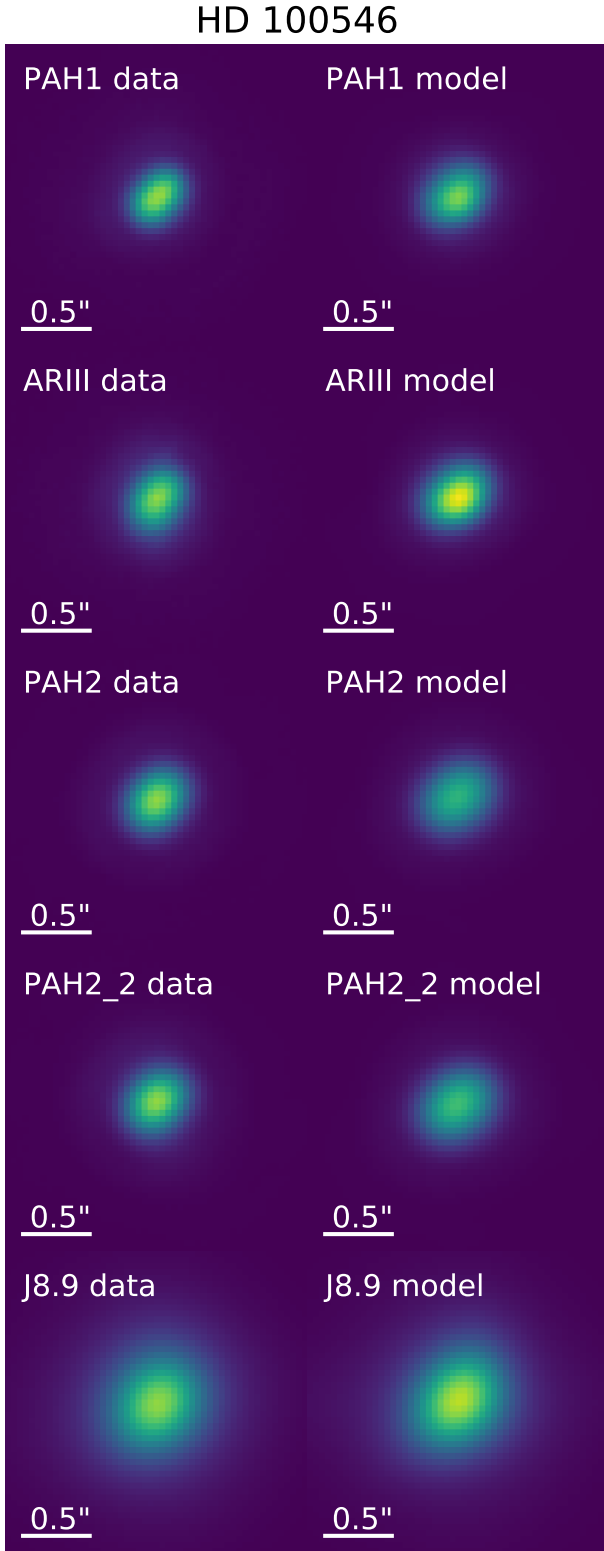 HD 100546
PAH1 data
PAH1 model
0.5"
0.5"
ARIII data
ARIII model
0.5"
0.5"
PAH2 data
PAH2 model
0.5"
0.5"
PAH2_2 data
PAH2_2 model
0.5"
0.5"
J8.9 data
J8.9 model
0.5"
0.5"